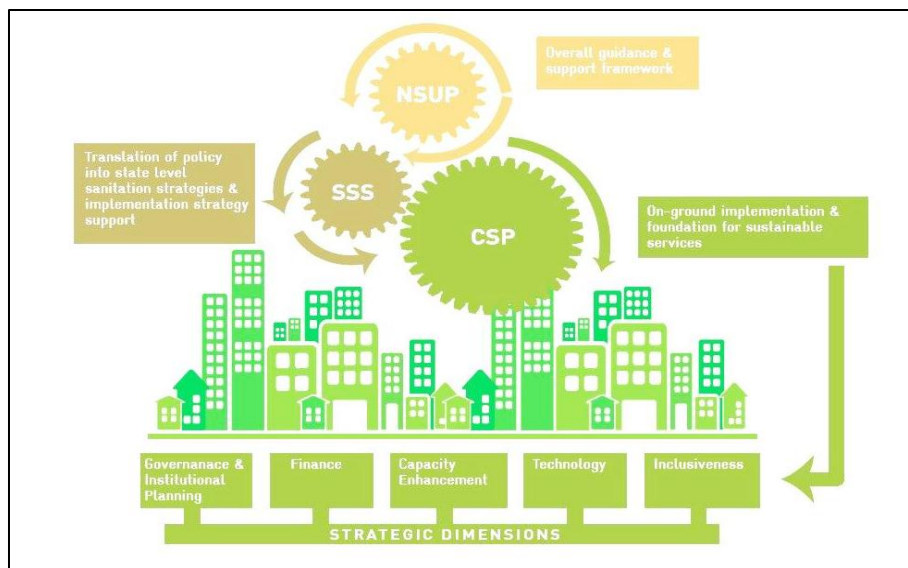 NSUP
Overall guidance &
support framework
Translation of policy
into state level
sanitation strategies &
implementation strategy
support
SSS
CSP
On-ground implementation &
foundation for sustainable
services
Governanace &
Institutional
Planning
Finance
Capacity
Enhancement
Technology
Inclusiveness
STRATEGIC DIMENSIONS